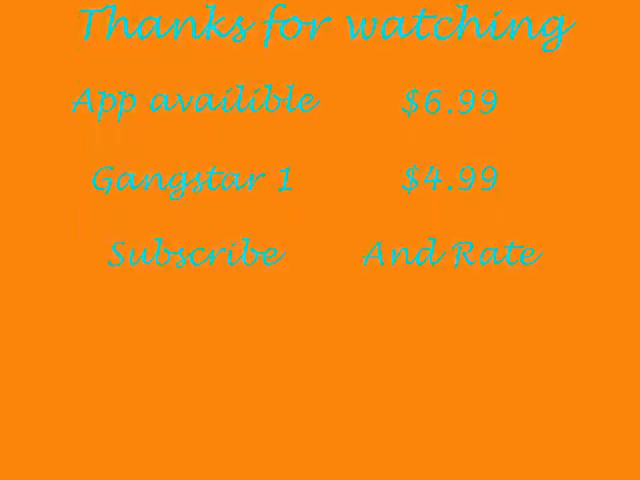 Thanks for watching
App availible $6.99
Gangstar 1 $4.99
Subscribe And Rate